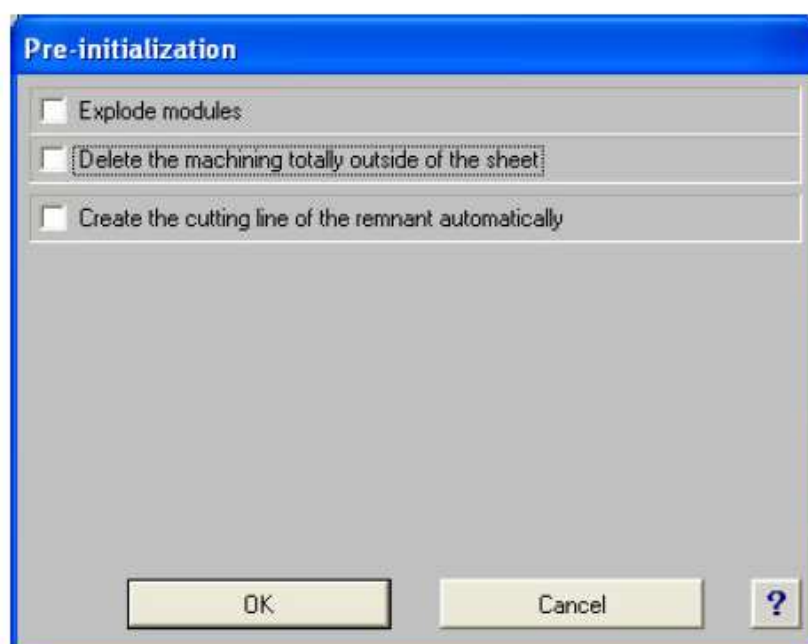 Pre-initialization
Explode modules
Delete the machining totally outside of the sheet
Create the cutting line of the remnant automatically
OK Cancel ?